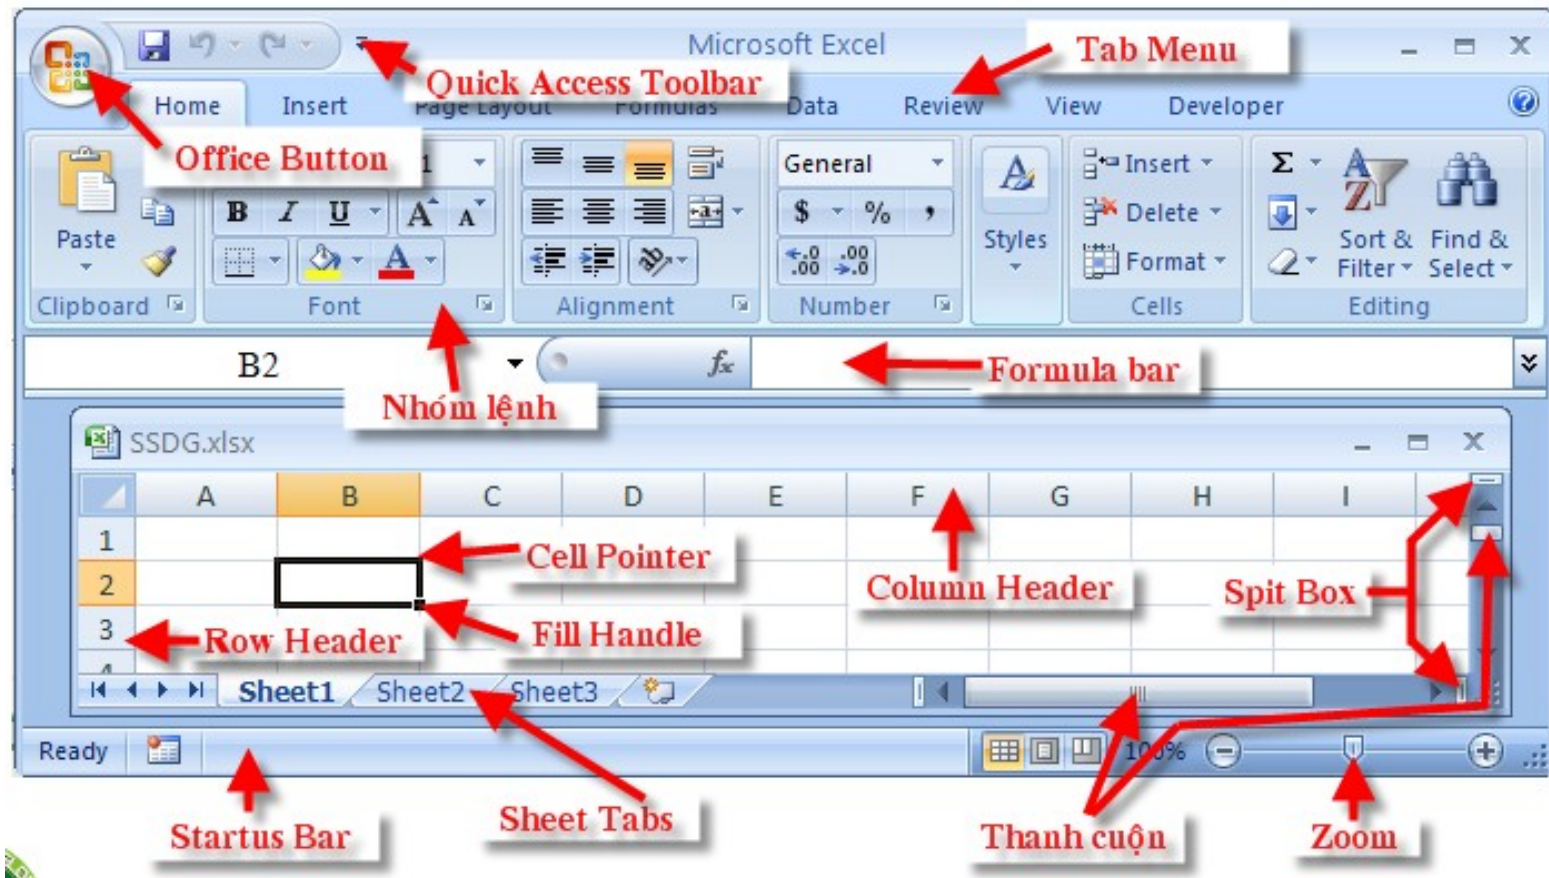 Microsoft Excel
Tab Menu
Quick Access Toolbar
Home Insert Page Layout Formulas Data Review View Developer
Office Button
General
Insert
B I U A A
$ % ,
Delete
Paste
Styles
Sort & Filter
Find & Select
Format
Clipboard Font Alignment Number Cells Editing
B2
fx
Formula bar
Nhóm lệnh
SSDG.xlsx
A B C D E F G H I
1
Cell Pointer
2
Column Header
Spit Box
3
Row Header
Fill Handle
4
Sheet1 Sheet2 Sheet3
Ready
100%
Startus Bar
Sheet Tabs
Thanh cuộn
Zoom